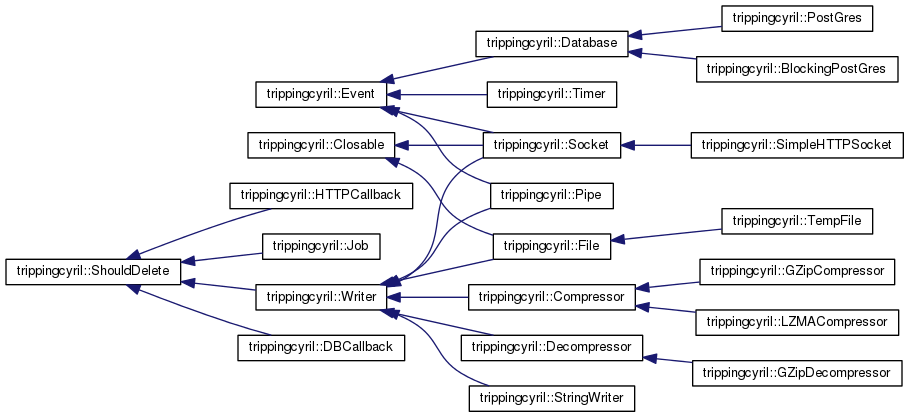 trippingcyril::PostGres
trippingcyril::Database
trippingcyril::BlockingPostGres
trippingcyril::Event
trippingcyril::Timer
trippingcyril::Closable
trippingcyril::Socket
trippingcyril::SimpleHTTPSocket
trippingcyril::HTTPCallback
trippingcyril::Pipe
trippingcyril::TempFile
trippingcyril::Job
trippingcyril::File
trippingcyril::ShouldDelete
trippingcyril::GZipCompressor
trippingcyril::Writer
trippingcyril::Compressor
trippingcyril::LZMACompressor
trippingcyril::DBCallback
trippingcyril::Decompressor
trippingcyril::GZipDecompressor
trippingcyril::StringWriter